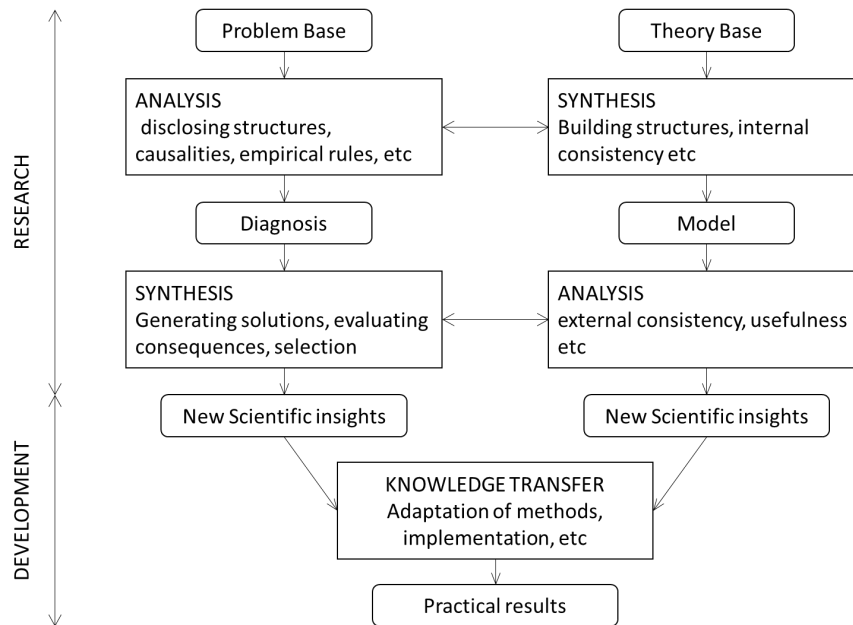 Problem Base
Theory Base
ANALYSIS
disclosing structures,
causalities, empirical rules, etc
SYNTHESIS
Building structures, internal
consistency etc
RESEARCH
Diagnosis
Model
SYNTHESIS
Generating solutions, evaluating
consequences, selection
ANALYSIS
external consistency, usefulness
etc
New Scientific insights
New Scientific insights
DEVELOPMENT
KNOWLEDGE TRANSFER
Adaptation of methods,
implementation, etc
Practical results